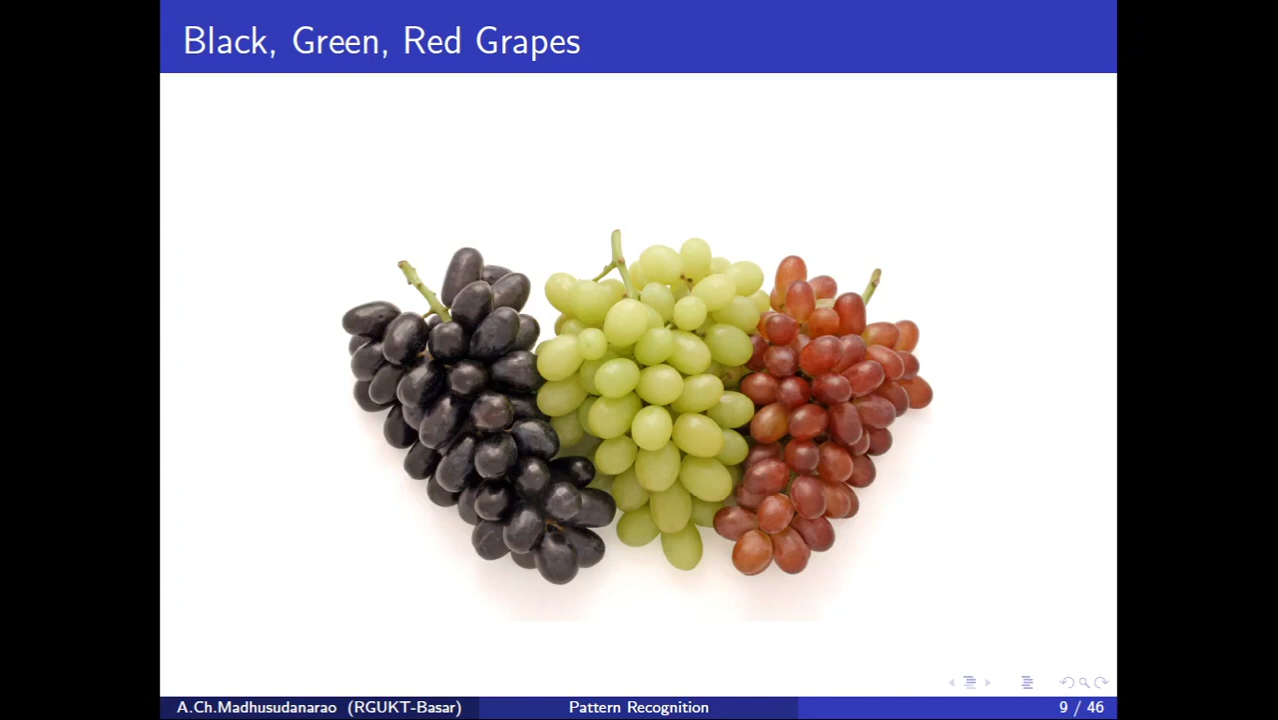 Black, Green, Red Grapes
A.Ch.Madhusudanarao (RGUKT-Basar) Pattern Recognition 9 / 46